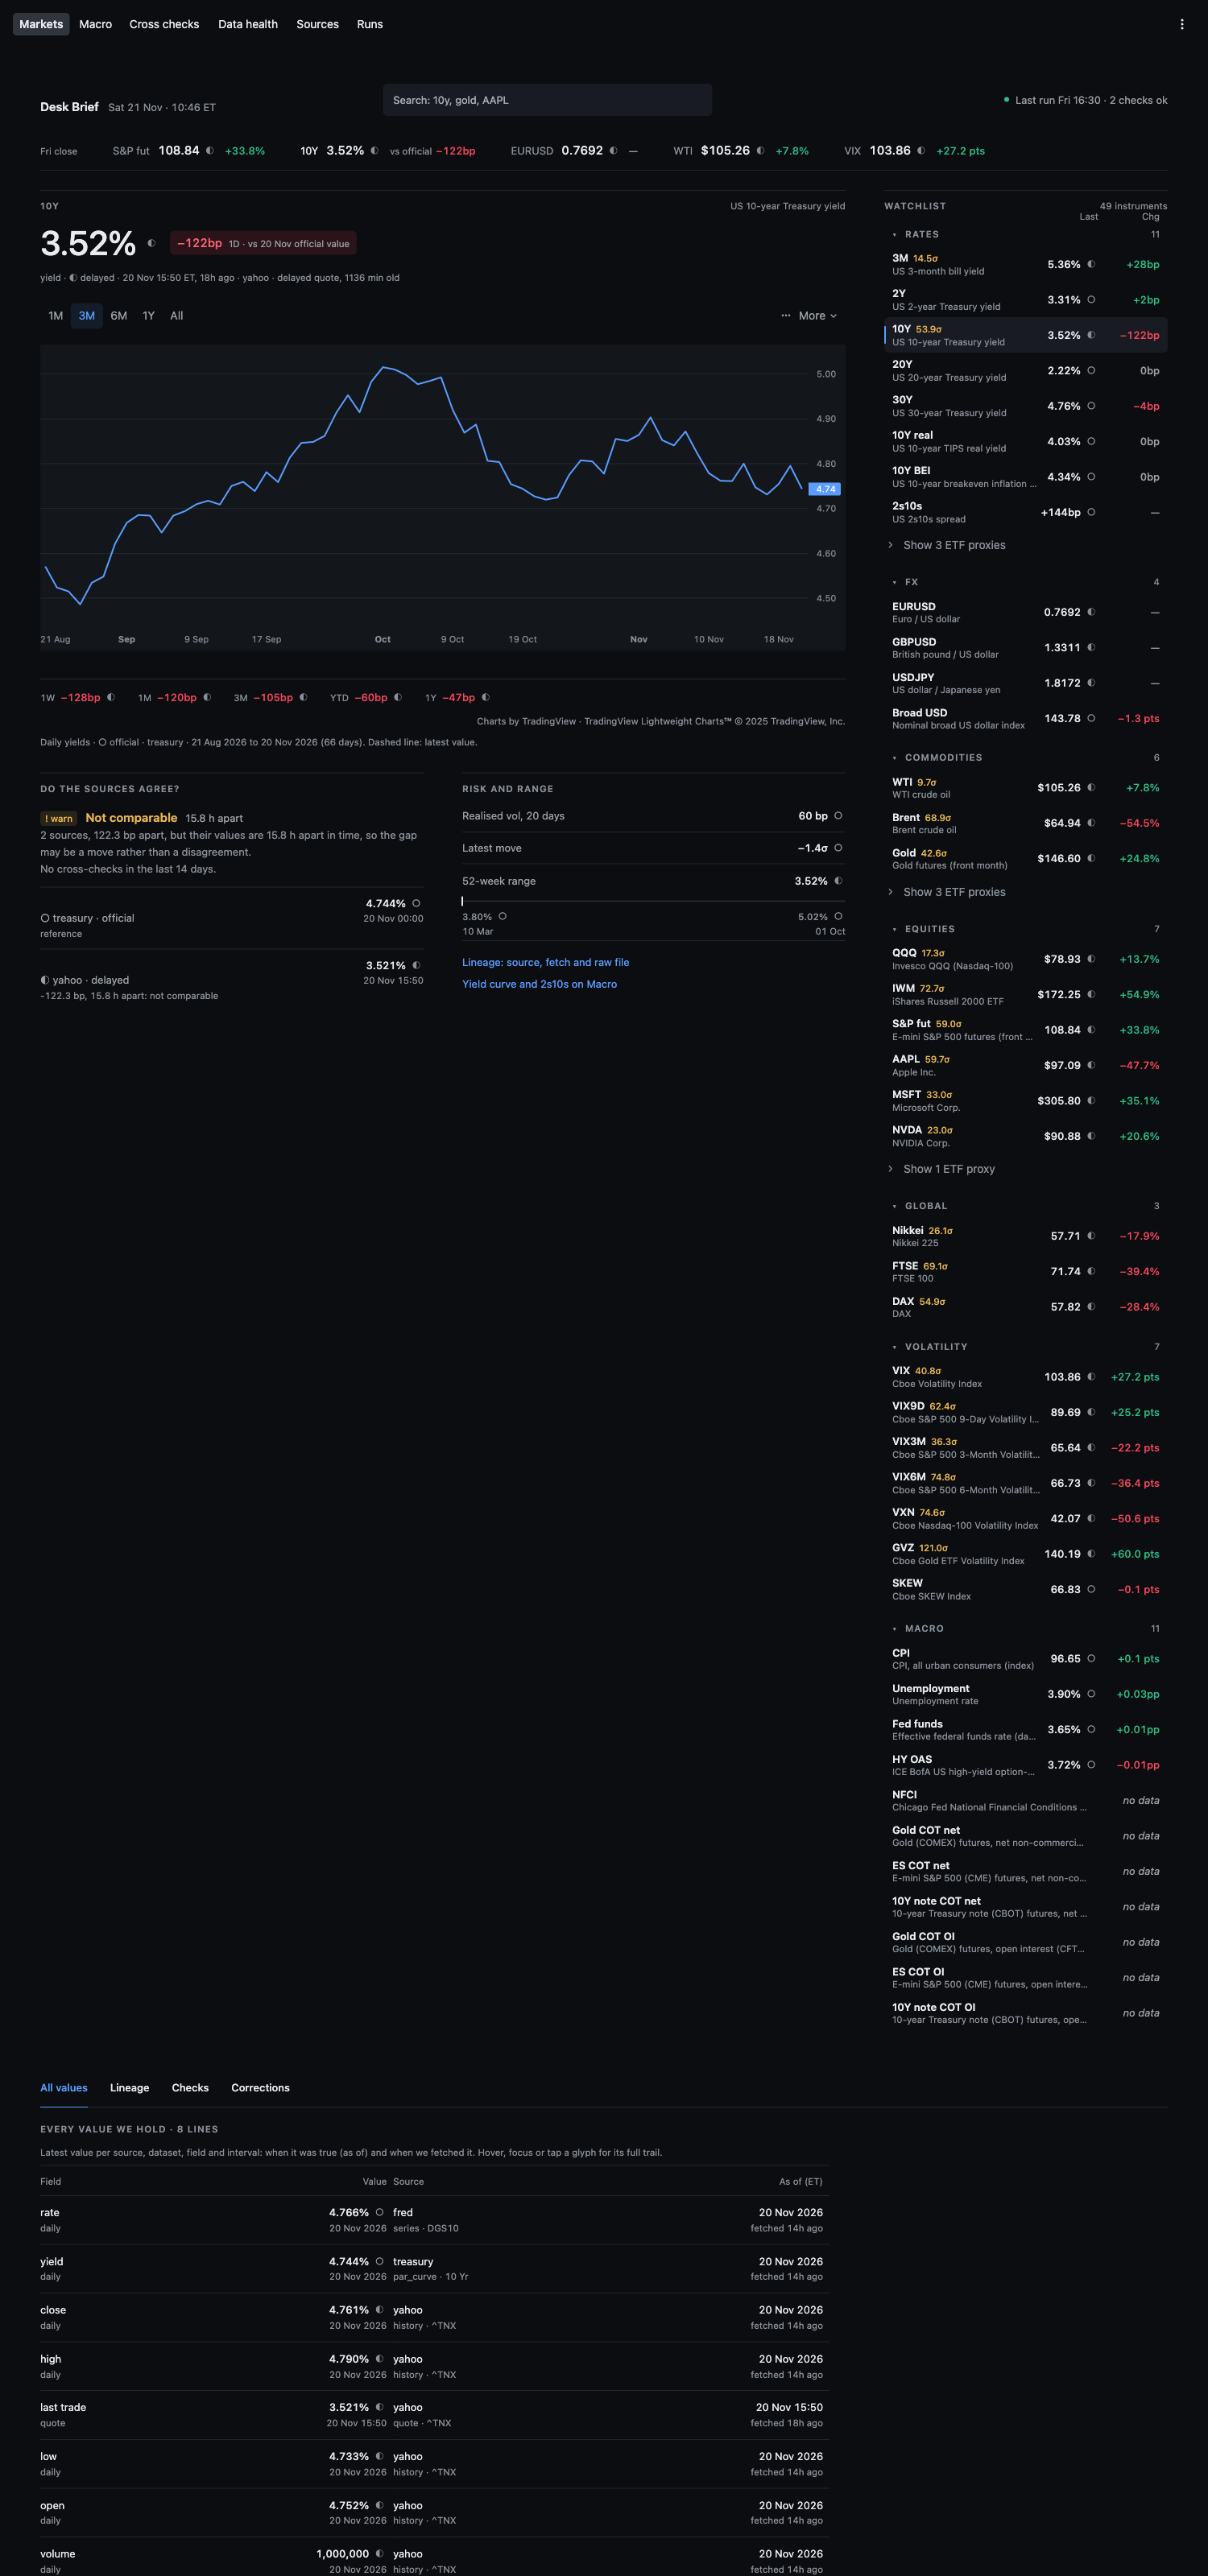 Markets Macro Cross checks Data health Sources Runs
Desk Brief Sat 21 Nov · 10:46 ET
Search: 10y, gold, AAPL
Last run Fri 16:30 · 2 checks ok
Fri close S&P fut 108.84 +33.8% 10Y 3.52% vs official −122bp EURUSD 0.7692 — WTI $105.26 +7.8% VIX 103.86 +27.2 pts
10Y US 10-year Treasury yield
3.52% −122bp 1D · vs 20 Nov official value
yield · delayed · 20 Nov 15:50 ET, 18h ago · yahoo · delayed quote, 1136 min old
1M 3M 6M 1Y All ··· More
5.00
4.90
4.80
4.74
4.70
4.60
4.50
21 Aug Sep 9 Sep 17 Sep Oct 9 Oct 19 Oct Nov 10 Nov 18 Nov
1W −128bp 1M −120bp 3M −105bp YTD −60bp 1Y −47bp
Charts by TradingView · TradingView Lightweight Charts™ © 2025 TradingView, Inc.
Daily yields · official · treasury · 21 Aug 2026 to 20 Nov 2026 (66 days). Dashed line: latest value.
DO THE SOURCES AGREE?
! warn Not comparable 15.8 h apart
2 sources, 122.3 bp apart, but their values are 15.8 h apart in time, so the gap
may be a move rather than a disagreement.
No cross-checks in the last 14 days.
4.744%
treasury · official 20 Nov 00:00
reference
3.521%
yahoo · delayed 20 Nov 15:50
-122.3 bp, 15.8 h apart: not comparable
RISK AND RANGE
Realised vol, 20 days 60 bp
Latest move −1.4σ
52-week range 3.52%
3.80% 5.02%
10 Mar 01 Oct
Lineage: source, fetch and raw file
Yield curve and 2s10s on Macro
WATCHLIST 49 instruments
Last Chg
RATES 11
3M 14.5σ
US 3-month bill yield
5.36% +28bp
2Y
US 2-year Treasury yield
3.31% +2bp
10Y 53.9σ
US 10-year Treasury yield
3.52% −122bp
20Y
US 20-year Treasury yield
2.22% 0bp
30Y
US 30-year Treasury yield
4.76% −4bp
10Y real
US 10-year TIPS real yield
4.03% 0bp
10Y BEI
US 10-year breakeven inflation ...
4.34% 0bp
2s10s
US 2s10s spread
+144bp —
Show 3 ETF proxies
FX 4
EURUSD
Euro / US dollar
0.7692 —
GBPUSD
British pound / US dollar
1.3311 —
USDJPY
US dollar / Japanese yen
1.8172 —
Broad USD
Nominal broad US dollar index
143.78 −1.3 pts
COMMODITIES 6
WTI 9.7σ
WTI crude oil
$105.26 +7.8%
Brent 68.9σ
Brent crude oil
$64.94 −54.5%
Gold 42.6σ
Gold futures (front month)
$146.60 +24.8%
Show 3 ETF proxies
EQUITIES 7
QQQ 17.3σ
Invesco QQQ (Nasdaq-100)
$78.93 +13.7%
IWM 72.7σ
iShares Russell 2000 ETF
$172.25 +54.9%
S&P fut 59.0σ
E-mini S&P 500 futures (front ...
108.84 +33.8%
AAPL 59.7σ
Apple Inc.
$97.09 −47.7%
MSFT 33.0σ
Microsoft Corp.
$305.80 +35.1%
NVDA 23.0σ
NVIDIA Corp.
$90.88 +20.6%
Show 1 ETF proxy
GLOBAL 3
Nikkei 26.1σ
Nikkei 225
57.71 −17.9%
FTSE 69.1σ
FTSE 100
71.74 −39.4%
DAX 54.9σ
DAX
57.82 −28.4%
VOLATILITY 7
VIX 40.8σ
Cboe Volatility Index
103.86 +27.2 pts
VIX9D 62.4σ
Cboe S&P 500 9-Day Volatility I...
89.69 +25.2 pts
VIX3M 36.3σ
Cboe S&P 500 3-Month Volatilit...
65.64 −22.2 pts
VIX6M 74.8σ
Cboe S&P 500 6-Month Volatilit...
66.73 −36.4 pts
VXN 74.6σ
Cboe Nasdaq-100 Volatility Index
42.07 −50.6 pts
GVZ 121.0σ
Cboe Gold ETF Volatility Index
140.19 +60.0 pts
SKEW
Cboe SKEW Index
66.83 −0.1 pts
MACRO 11
CPI
CPI, all urban consumers (index)
96.65 +0.1 pts
Unemployment
Unemployment rate
3.90% +0.03pp
Fed funds
Effective federal funds rate (da...
3.65% +0.01pp
HY OAS
ICE BofA US high-yield option-...
3.72% −0.01pp
NFCI
Chicago Fed National Financial Conditions ...
no data
Gold COT net
Gold (COMEX) futures, net non-commerci...
no data
ES COT net
E-mini S&P 500 (CME) futures, net non-co...
no data
10Y note COT net
10-year Treasury note (CBOT) futures, net ...
no data
Gold COT OI
Gold (COMEX) futures, open interest (CFT...
no data
ES COT OI
E-mini S&P 500 (CME) futures, open intere...
no data
10Y note COT OI
10-year Treasury note (CBOT) futures, ope...
no data
All values Lineage Checks Corrections
EVERY VALUE WE HOLD · 8 LINES
Latest value per source, dataset, field and interval: when it was true (as of) and when we fetched it. Hover, focus or tap a glyph for its full trail.
Field Value Source As of (ET)
rate 4.766% fred 20 Nov 2026
daily 20 Nov 2026 series · DGS10 fetched 14h ago
yield 4.744% treasury 20 Nov 2026
daily 20 Nov 2026 par_curve · 10 Yr fetched 14h ago
close 4.761% yahoo 20 Nov 2026
daily 20 Nov 2026 history · ^TNX fetched 14h ago
high 4.790% yahoo 20 Nov 2026
daily 20 Nov 2026 history · ^TNX fetched 14h ago
last trade 3.521% yahoo 20 Nov 15:50
quote 20 Nov 15:50 quote · ^TNX fetched 18h ago
low 4.733% yahoo 20 Nov 2026
daily 20 Nov 2026 history · ^TNX fetched 14h ago
open 4.752% yahoo 20 Nov 2026
daily 20 Nov 2026 history · ^TNX fetched 14h ago
volume 1,000,000 yahoo 20 Nov 2026
daily 20 Nov 2026 history · ^TNX fetched 14h ago